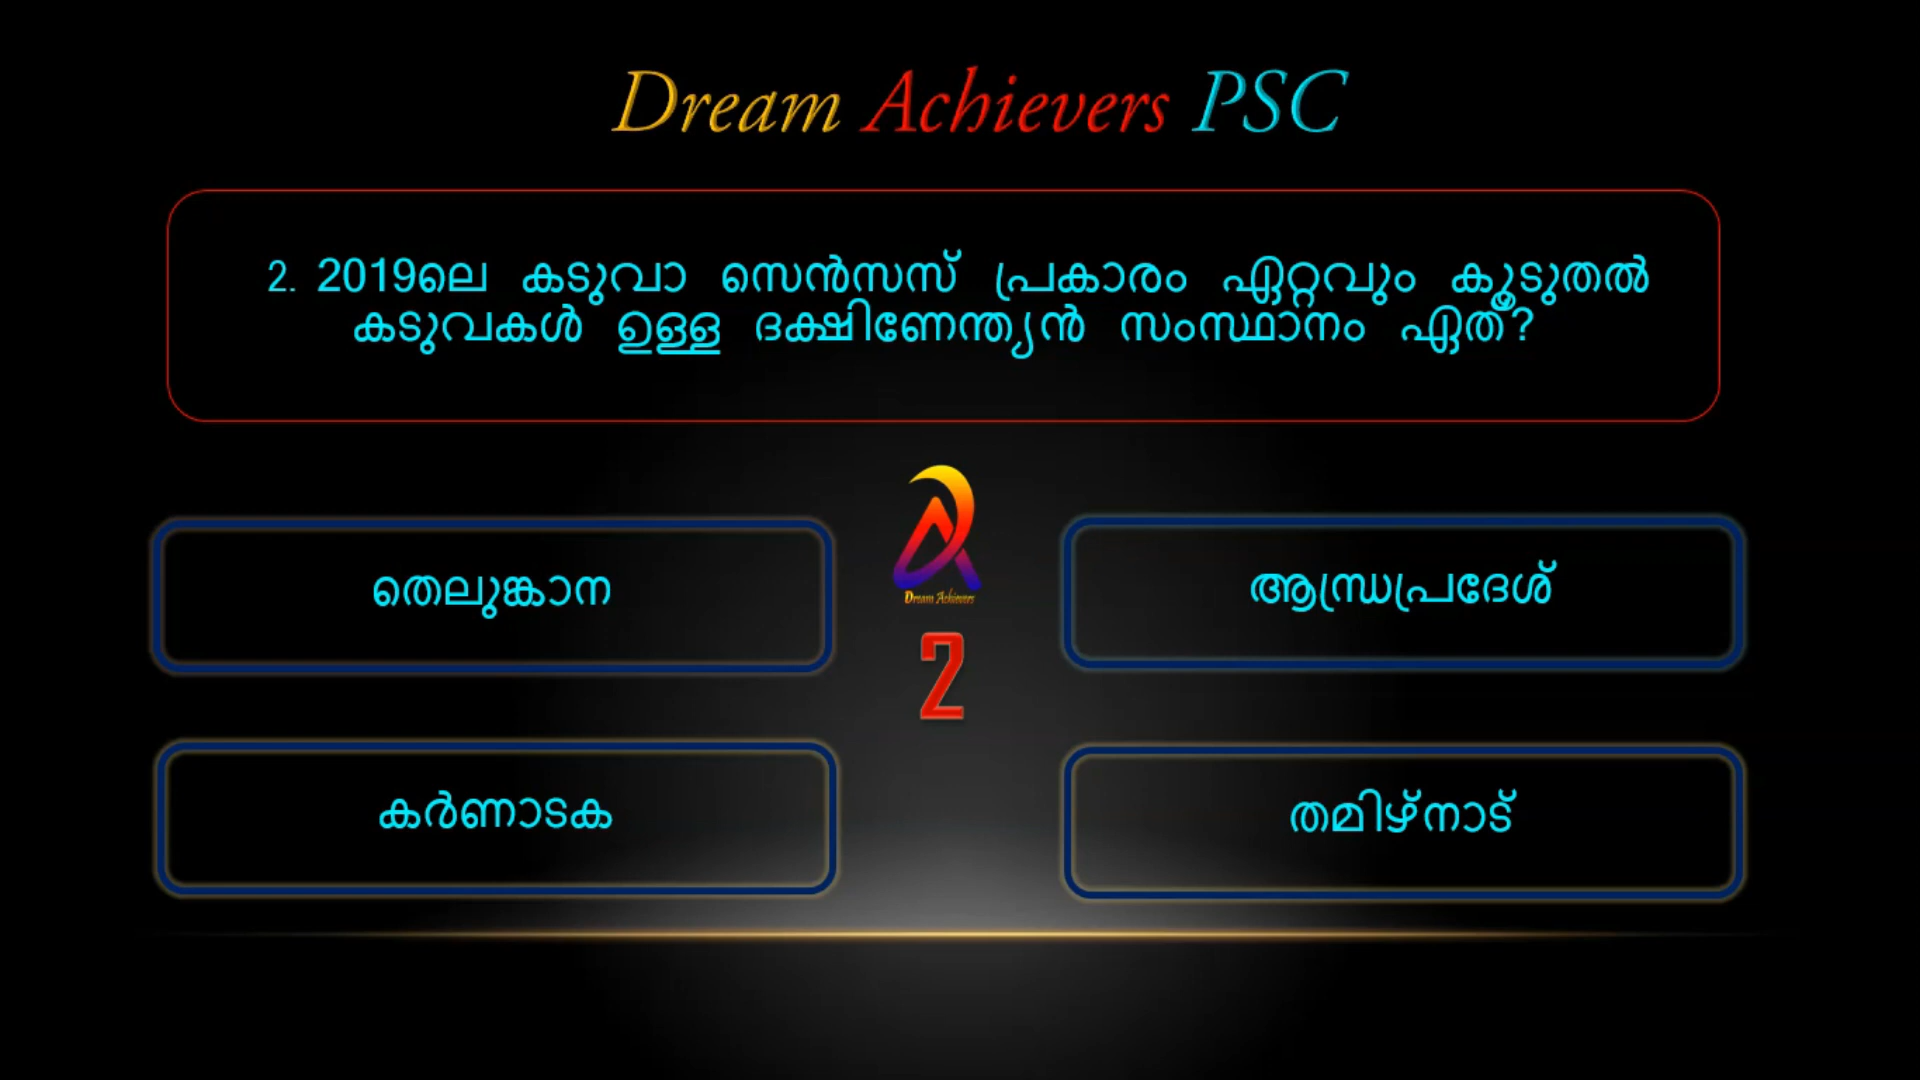 Dream Achievers PSC
2. 2019ലെ കടുവാ സെൻസസ് പ്രകാരം ഏറ്റവും കൂടുതൽ
കടുവകൾ ഉള്ള ദക്ഷിണേന്ത്യൻ സംസ്ഥാനം ഏത്?
തെലുങ്കാന
ആന്ധ്രപ്രദേശ്
Dream Achievers
2
കർണാടക
തമിഴ്നാട്